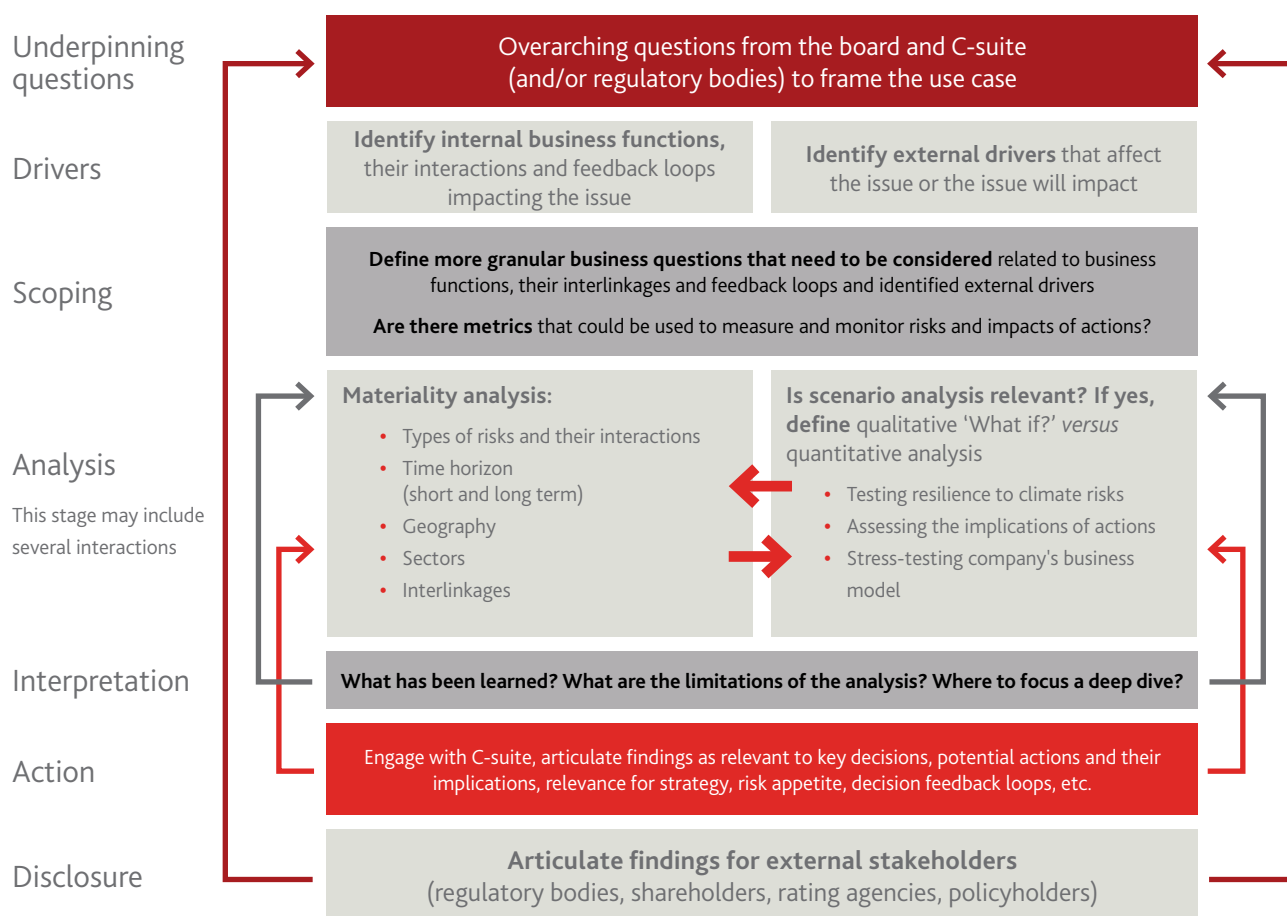 Underpinning
questions
Overarching questions from the board and C-suite
(and/or regulatory bodies) to frame the use case
Drivers
Identify internal business functions,
their interactions and feedback loops
impacting the issue
Identify external drivers that affect
the issue or the issue will impact
Scoping
Define more granular business questions that need to be considered related to business
functions, their interlinkages and feedback loops and identified external drivers
Are there metrics that could be used to measure and monitor risks and impacts of actions?
Analysis
This stage may include
several interactions
Materiality analysis:
• Types of risks and their interactions
• Time horizon
(short and long term)
• Geography
• Sectors
• Interlinkages
Is scenario analysis relevant? If yes,
define qualitative ‘What if?’ versus
quantitative analysis
• Testing resilience to climate risks
• Assessing the implications of actions
• Stress-testing company's business
model
Interpretation
What has been learned? What are the limitations of the analysis? Where to focus a deep dive?
Action
Engage with C-suite, articulate findings as relevant to key decisions, potential actions and their
implications, relevance for strategy, risk appetite, decision feedback loops, etc.
Disclosure
Articulate findings for external stakeholders
(regulatory bodies, shareholders, rating agencies, policyholders)